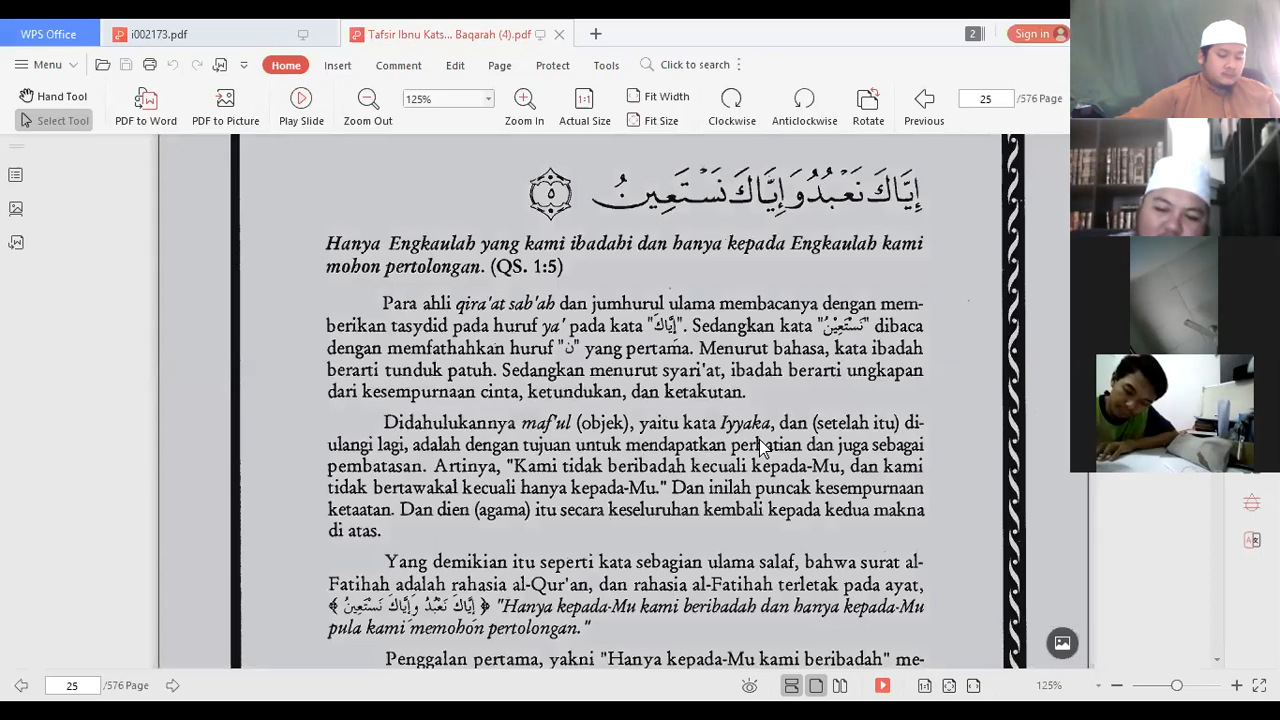 WPS Office
i002173.pdf
Tafsir Ibnu Kats... Baqarah (4).pdf
2
Sign in
Menu
Home
Insert
Comment
Edit
Page
Protect
Tools
Click to search
Hand Tool
Select Tool
PDF to Word
PDF to Picture
Play Slide
Zoom Out
125%
Zoom In
1:1
Actual Size
Fit Width
Fit Size
Clockwise
Anticlockwise
Rotate
Previous
25
/576 Page
إِيَّاكَ نَعْبُدُ وَإِيَّاكَ نَسْتَعِينُ ٥
Hanya Engkaulah yang kami ibadahi dan hanya kepada Engkaulah kami
mohon pertolongan. (QS. 1:5)
Para ahli qira'at sab'ah dan jumhurul ulama membacanya dengan mem-
berikan tasydid pada huruf ya' pada kata "إِيَّاكَ". Sedangkan kata "نَسْتَعِيْنُ" dibaca
dengan memfathahkan huruf "ن" yang pertama. Menurut bahasa, kata ibadah
berarti tunduk patuh. Sedangkan menurut syari'at, ibadah berarti ungkapan
dari kesempurnaan cinta, ketundukan, dan ketakutan.
Didahulukannya maf'ul (objek), yaitu kata Iyyaka, dan (setelah itu) di-
ulangi lagi, adalah dengan tujuan untuk mendapatkan perhatian dan juga sebagai
pembatasan. Artinya, "Kami tidak beribadah kecuali kepada-Mu, dan kami
tidak bertawakal kecuali hanya kepada-Mu." Dan inilah puncak kesempurnaan
ketaatan. Dan dien (agama) itu secara keseluruhan kembali kepada kedua makna
di atas.
Yang demikian itu seperti kata sebagian ulama salaf, bahwa surat al-
Fatihah adalah rahasia al-Qur'an, dan rahasia al-Fatihah terletak pada ayat,
﴿ إِيَّاكَ نَعْبُدُ وَإِيَّاكَ نَسْتَعِينُ ﴾ "Hanya kepada-Mu kami beribadah dan hanya kepada-Mu
pula kami memohon pertolongan."
Penggalan pertama, yakni "Hanya kepada-Mu kami beribadah" me-
25
/576 Page
125%